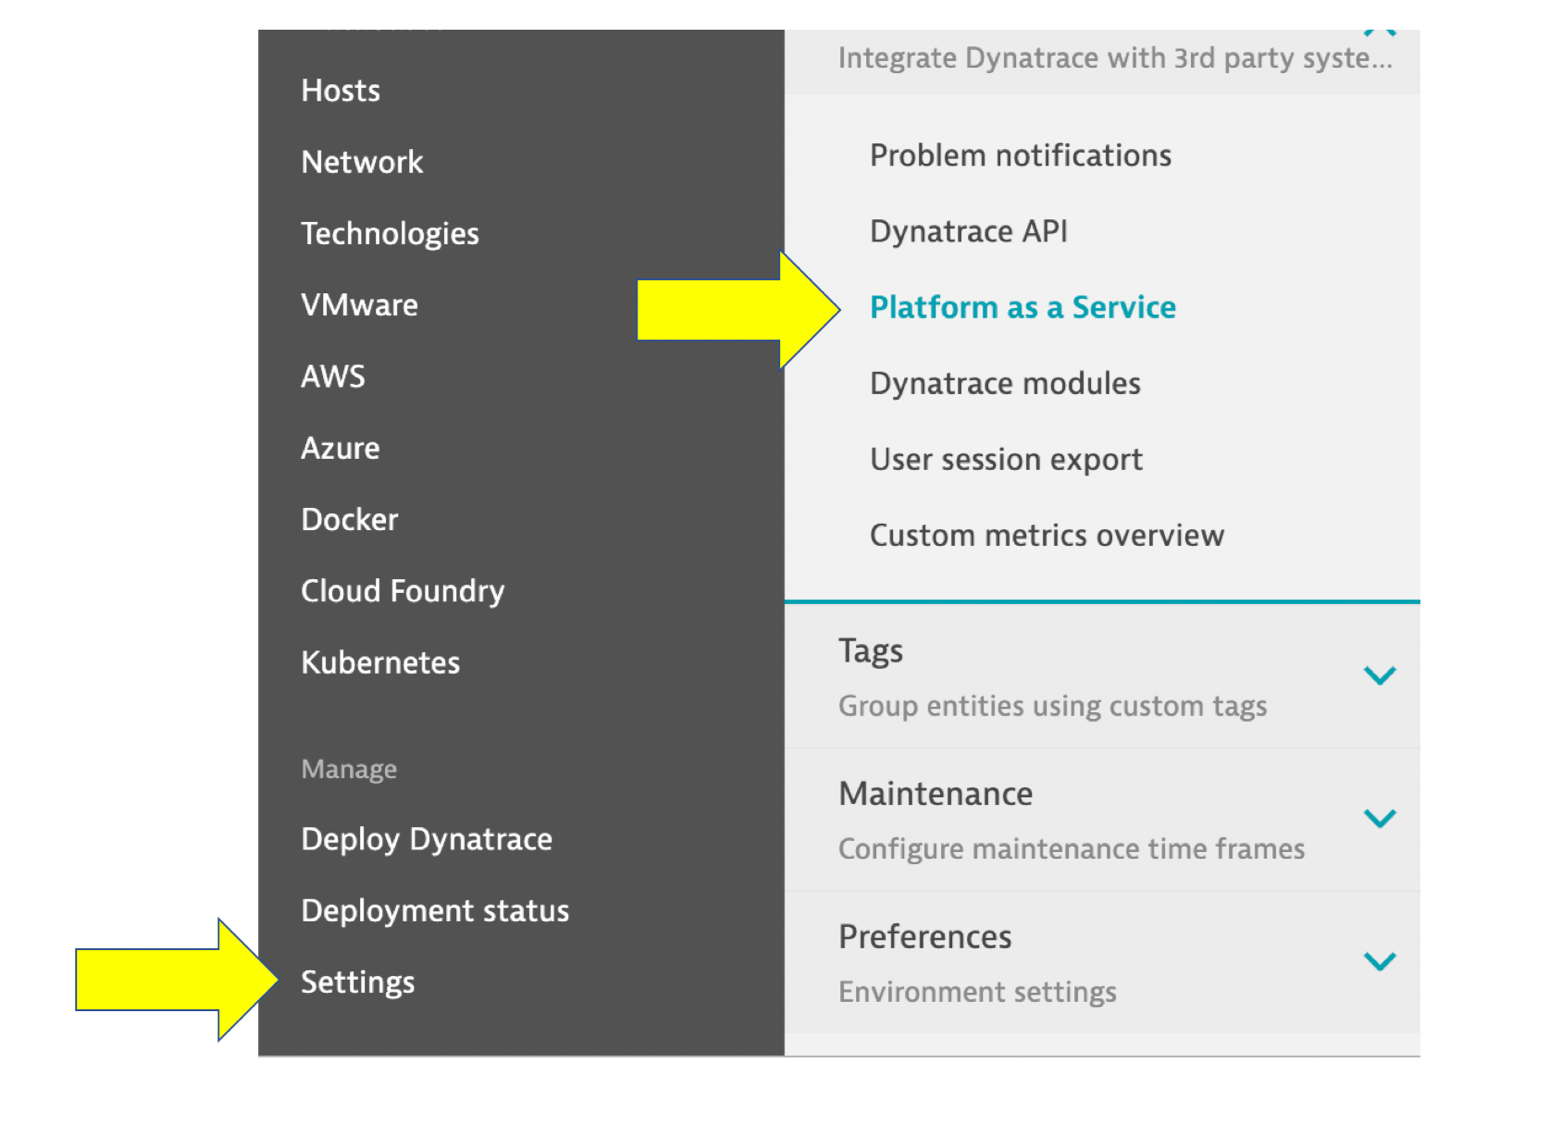 Hosts
Network
Technologies
VMware
AWS
Azure
Docker
Cloud Foundry
Kubernetes
Manage
Deploy Dynatrace
Deployment status
Settings
Integrate Dynatrace with 3rd party syste...
Problem notifications
Dynatrace API
Platform as a Service
Dynatrace modules
User session export
Custom metrics overview
Tags
Group entities using custom tags
Maintenance
Configure maintenance time frames
Preferences
Environment settings